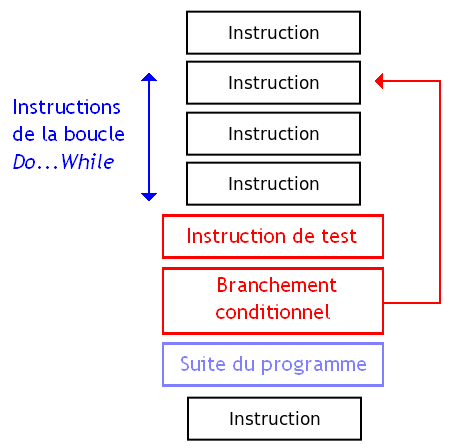 Instruction
Instruction
Instructions
de la boucle
Do...While
Instruction
Instruction
Instruction de test
Branchement
conditionnel
Suite du programme
Instruction